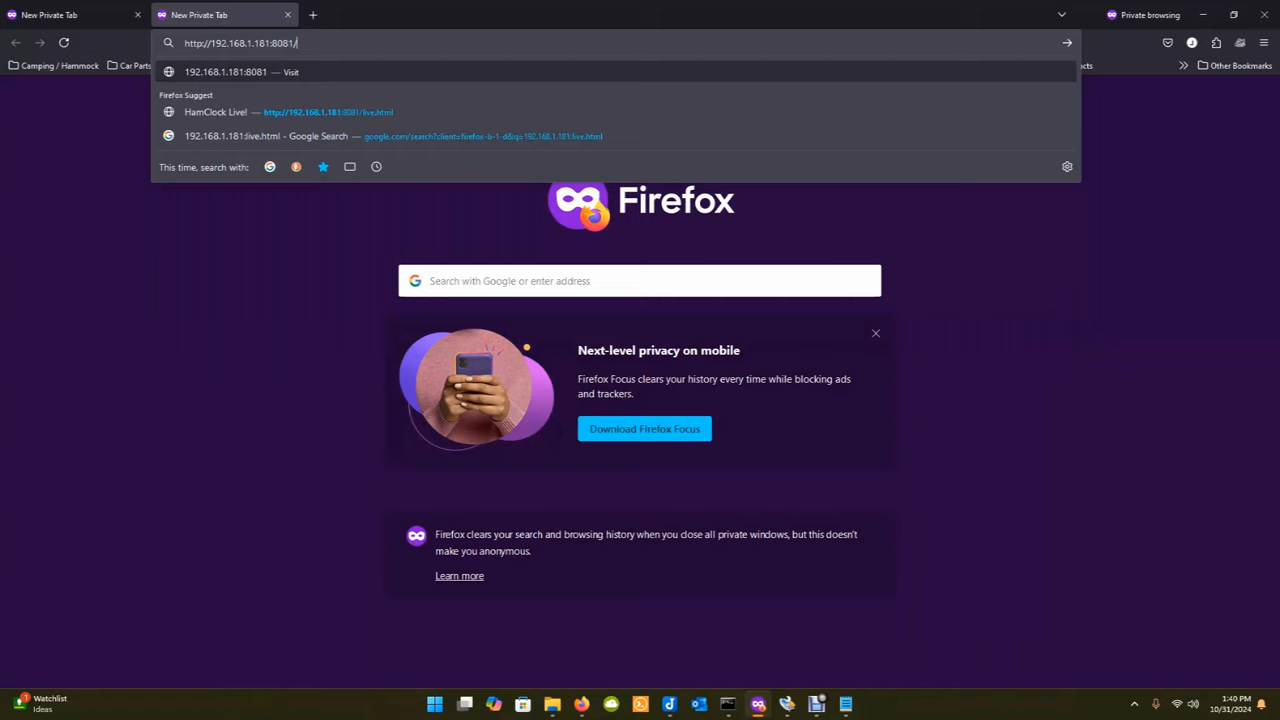 New Private Tab
New Private Tab
Private browsing
http://192.168.1.181:8081/
Camping / Hammock
Car Parts
cts
Other Bookmarks
192.168.1.181:8081 — Visit
Firefox Suggest
HamClock Live! — http://192.168.1.181:8081/live.html
192.168.1.181:live.html - Google Search — google.com/search?client=firefox-b-1-d&q=192.168.1.181:live.html
This time, search with:
Firefox
Search with Google or enter address
Next-level privacy on mobile
Firefox Focus clears your history every time while blocking ads
and trackers.
Download Firefox Focus
Firefox clears your search and browsing history when you close all private windows, but this doesn't
make you anonymous.
Learn more
1
Watchlist
Ideas
1:40 PM
10/31/2024